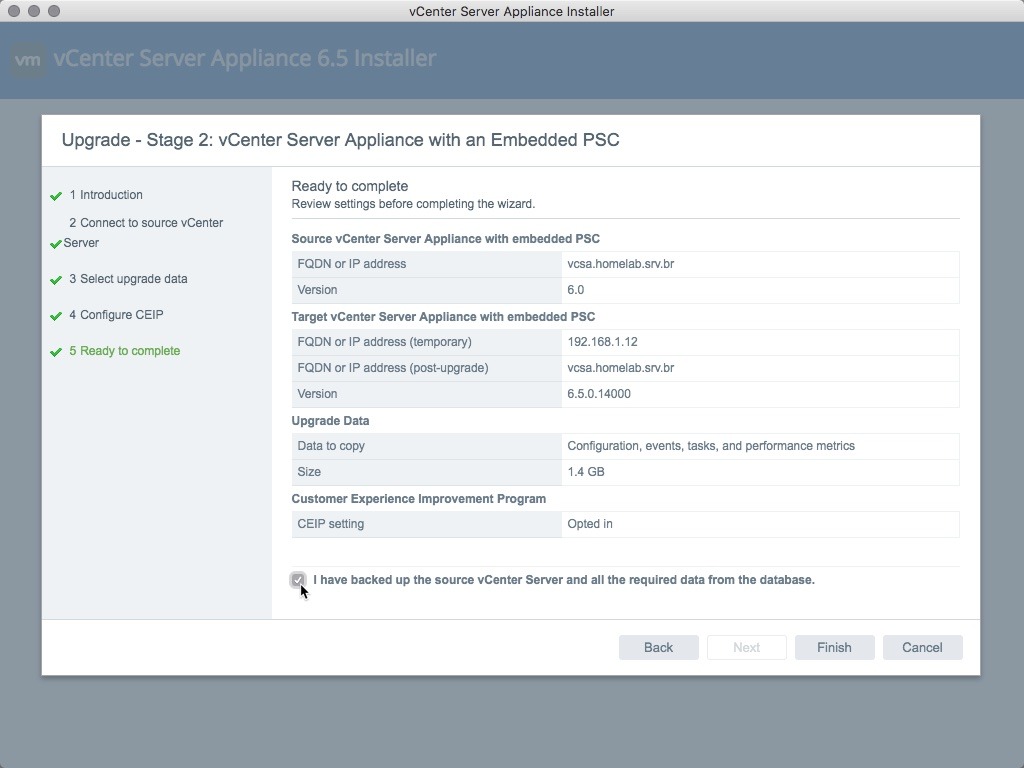 vCenter Server Appliance Installer
vm vCenter Server Appliance 6.5 Installer
Upgrade - Stage 2: vCenter Server Appliance with an Embedded PSC
1 Introduction
2 Connect to source vCenter
Server
3 Select upgrade data
4 Configure CEIP
5 Ready to complete
Ready to complete
Review settings before completing the wizard.
Source vCenter Server Appliance with embedded PSC
FQDN or IP address vcsa.homelab.srv.br
Version 6.0
Target vCenter Server Appliance with embedded PSC
FQDN or IP address (temporary) 192.168.1.12
FQDN or IP address (post-upgrade) vcsa.homelab.srv.br
Version 6.5.0.14000
Upgrade Data
Data to copy Configuration, events, tasks, and performance metrics
Size 1.4 GB
Customer Experience Improvement Program
CEIP setting Opted in
I have backed up the source vCenter Server and all the required data from the database.
Back Next Finish Cancel